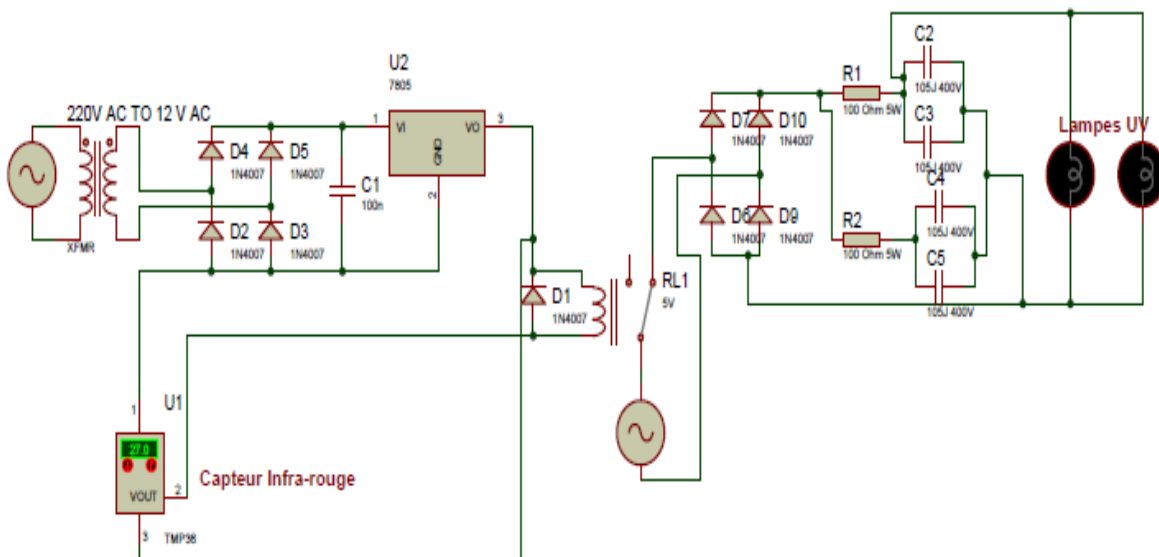 220V AC TO 12 V AC
XFMR
D4
1N4007
D5
1N4007
D2
1N4007
D3
1N4007
C1
100n
U2
7805
1
VI
VO
3
GND
2
D1
1N4007
RL1
5V
U1
1
27.0
VOUT
2
3
TMP36
Capteur Infra-rouge
D7
1N4007
D10
1N4007
D6
1N4007
D9
1N4007
R1
100 Ohm 5W
R2
100 Ohm 5W
C2
105J 400V
C3
105J 400V
C4
105J 400V
C5
105J 400V
Lampes UV